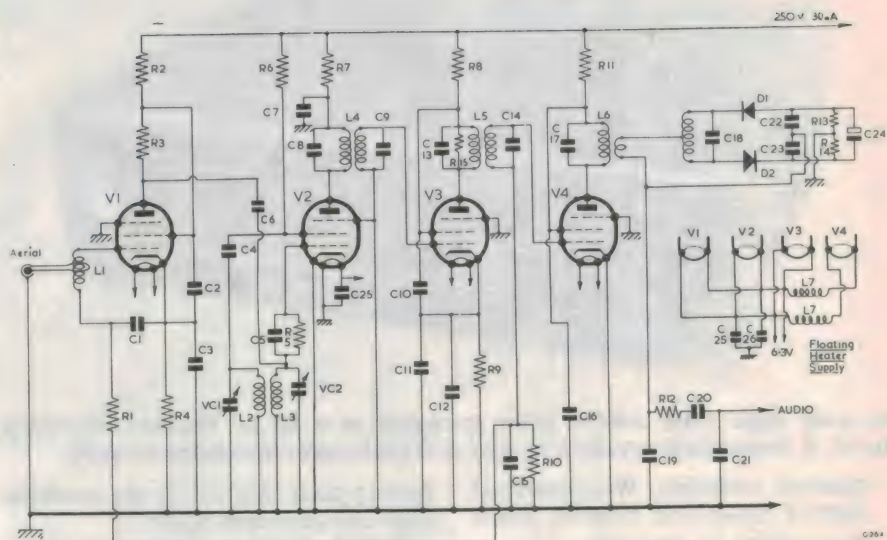 250 V 30mA
R2
R6
R7
R8
R11
D1
C22
R13
C24
C7
L4
C9
L5
C14
L6
C18
R3
C8
C13
R15
C17
C23
R14
D2
V1
V2
V3
V4
C6
V1
V2
V3
V4
Aerial
L1
C4
C2
C10
L7
C25
C1
C5
R5
C3
L7
C25
C26
6·3V
Floating
Heater
Supply
VC1
VC2
C11
R9
C12
R12
C20
AUDIO
R1
R4
L2
L3
C16
C15
R10
C19
C21